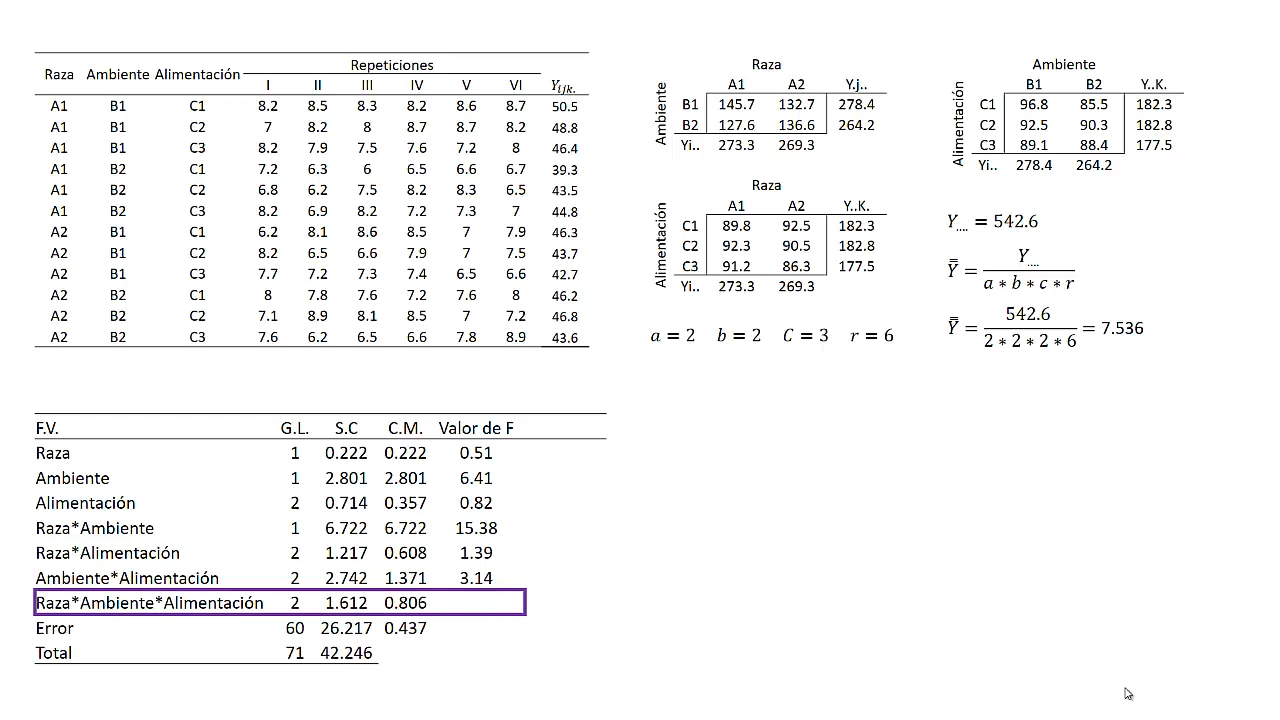 Repeticiones
Raza Ambiente Alimentación I II III IV V VI Y_{ijk.}
A1 B1 C1 8.2 8.5 8.3 8.2 8.6 8.7 50.5
A1 B1 C2 7 8.2 8 8.7 8.7 8.2 48.8
A1 B1 C3 8.2 7.9 7.5 7.6 7.2 8 46.4
A1 B2 C1 7.2 6.3 6 6.5 6.6 6.7 39.3
A1 B2 C2 6.8 6.2 7.5 8.2 8.3 6.5 43.5
A1 B2 C3 8.2 6.9 8.2 7.2 7.3 7 44.8
A2 B1 C1 6.2 8.1 8.6 8.5 7 7.9 46.3
A2 B1 C2 8.2 6.5 6.6 7.9 7 7.5 43.7
A2 B1 C3 7.7 7.2 7.3 7.4 6.5 6.6 42.7
A2 B2 C1 8 7.8 7.6 7.2 7.6 8 46.2
A2 B2 C2 7.1 8.9 8.1 8.5 7 7.2 46.8
A2 B2 C3 7.6 6.2 6.5 6.6 7.8 8.9 43.6
Raza
Ambiente
A1 A2 Y.j..
B1 145.7 132.7 278.4
B2 127.6 136.6 264.2
Yi.. 273.3 269.3
Raza
Alimentación
A1 A2 Y..K.
C1 89.8 92.5 182.3
C2 92.3 90.5 182.8
C3 91.2 86.3 177.5
Yi.. 273.3 269.3
a = 2 b = 2 C = 3 r = 6
Ambiente
Alimentación
B1 B2 Y..K.
C1 96.8 85.5 182.3
C2 92.5 90.3 182.8
C3 89.1 88.4 177.5
Yi.. 278.4 264.2
Y.... = 542.6
Y̿ = Y.... / a * b * c * r
Y̿ = 542.6 / 2 * 2 * 2 * 6 = 7.536
F.V. G.L. S.C C.M. Valor de F
Raza 1 0.222 0.222 0.51
Ambiente 1 2.801 2.801 6.41
Alimentación 2 0.714 0.357 0.82
Raza*Ambiente 1 6.722 6.722 15.38
Raza*Alimentación 2 1.217 0.608 1.39
Ambiente*Alimentación 2 2.742 1.371 3.14
Raza*Ambiente*Alimentación 2 1.612 0.806
Error 60 26.217 0.437
Total 71 42.246